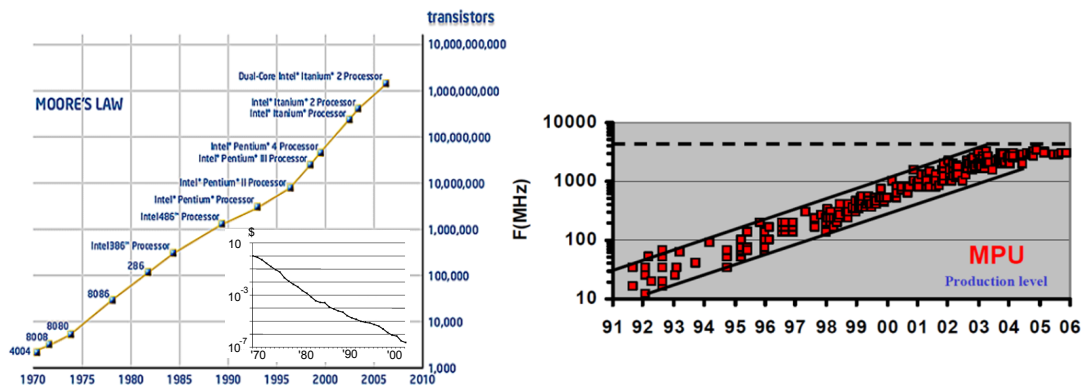 transistors
10,000,000,000
Dual-Core Intel® Itanium® 2 Processor
1,000,000,000
MOORE'S LAW
Intel® Itanium® 2 Processor
Intel® Itanium® Processor
100,000,000
Intel® Pentium® 4 Processor
Intel® Pentium® III Processor
10,000,000
Intel® Pentium® II Processor
Intel® Pentium® Processor
Intel486™ Processor
1,000,000
Intel386™ Processor
286
100,000
8086
10,000
8080
8008
4004
1,000
1970 1975 1980 1985 1990 1995 2000 2005 2010
$
10
10-3
10-7
'70 '80 '90 '00
F(MHz)
10000
1000
100
10
MPU
Production level
91 92 93 94 95 96 97 98 99 00 01 02 03 04 05 06